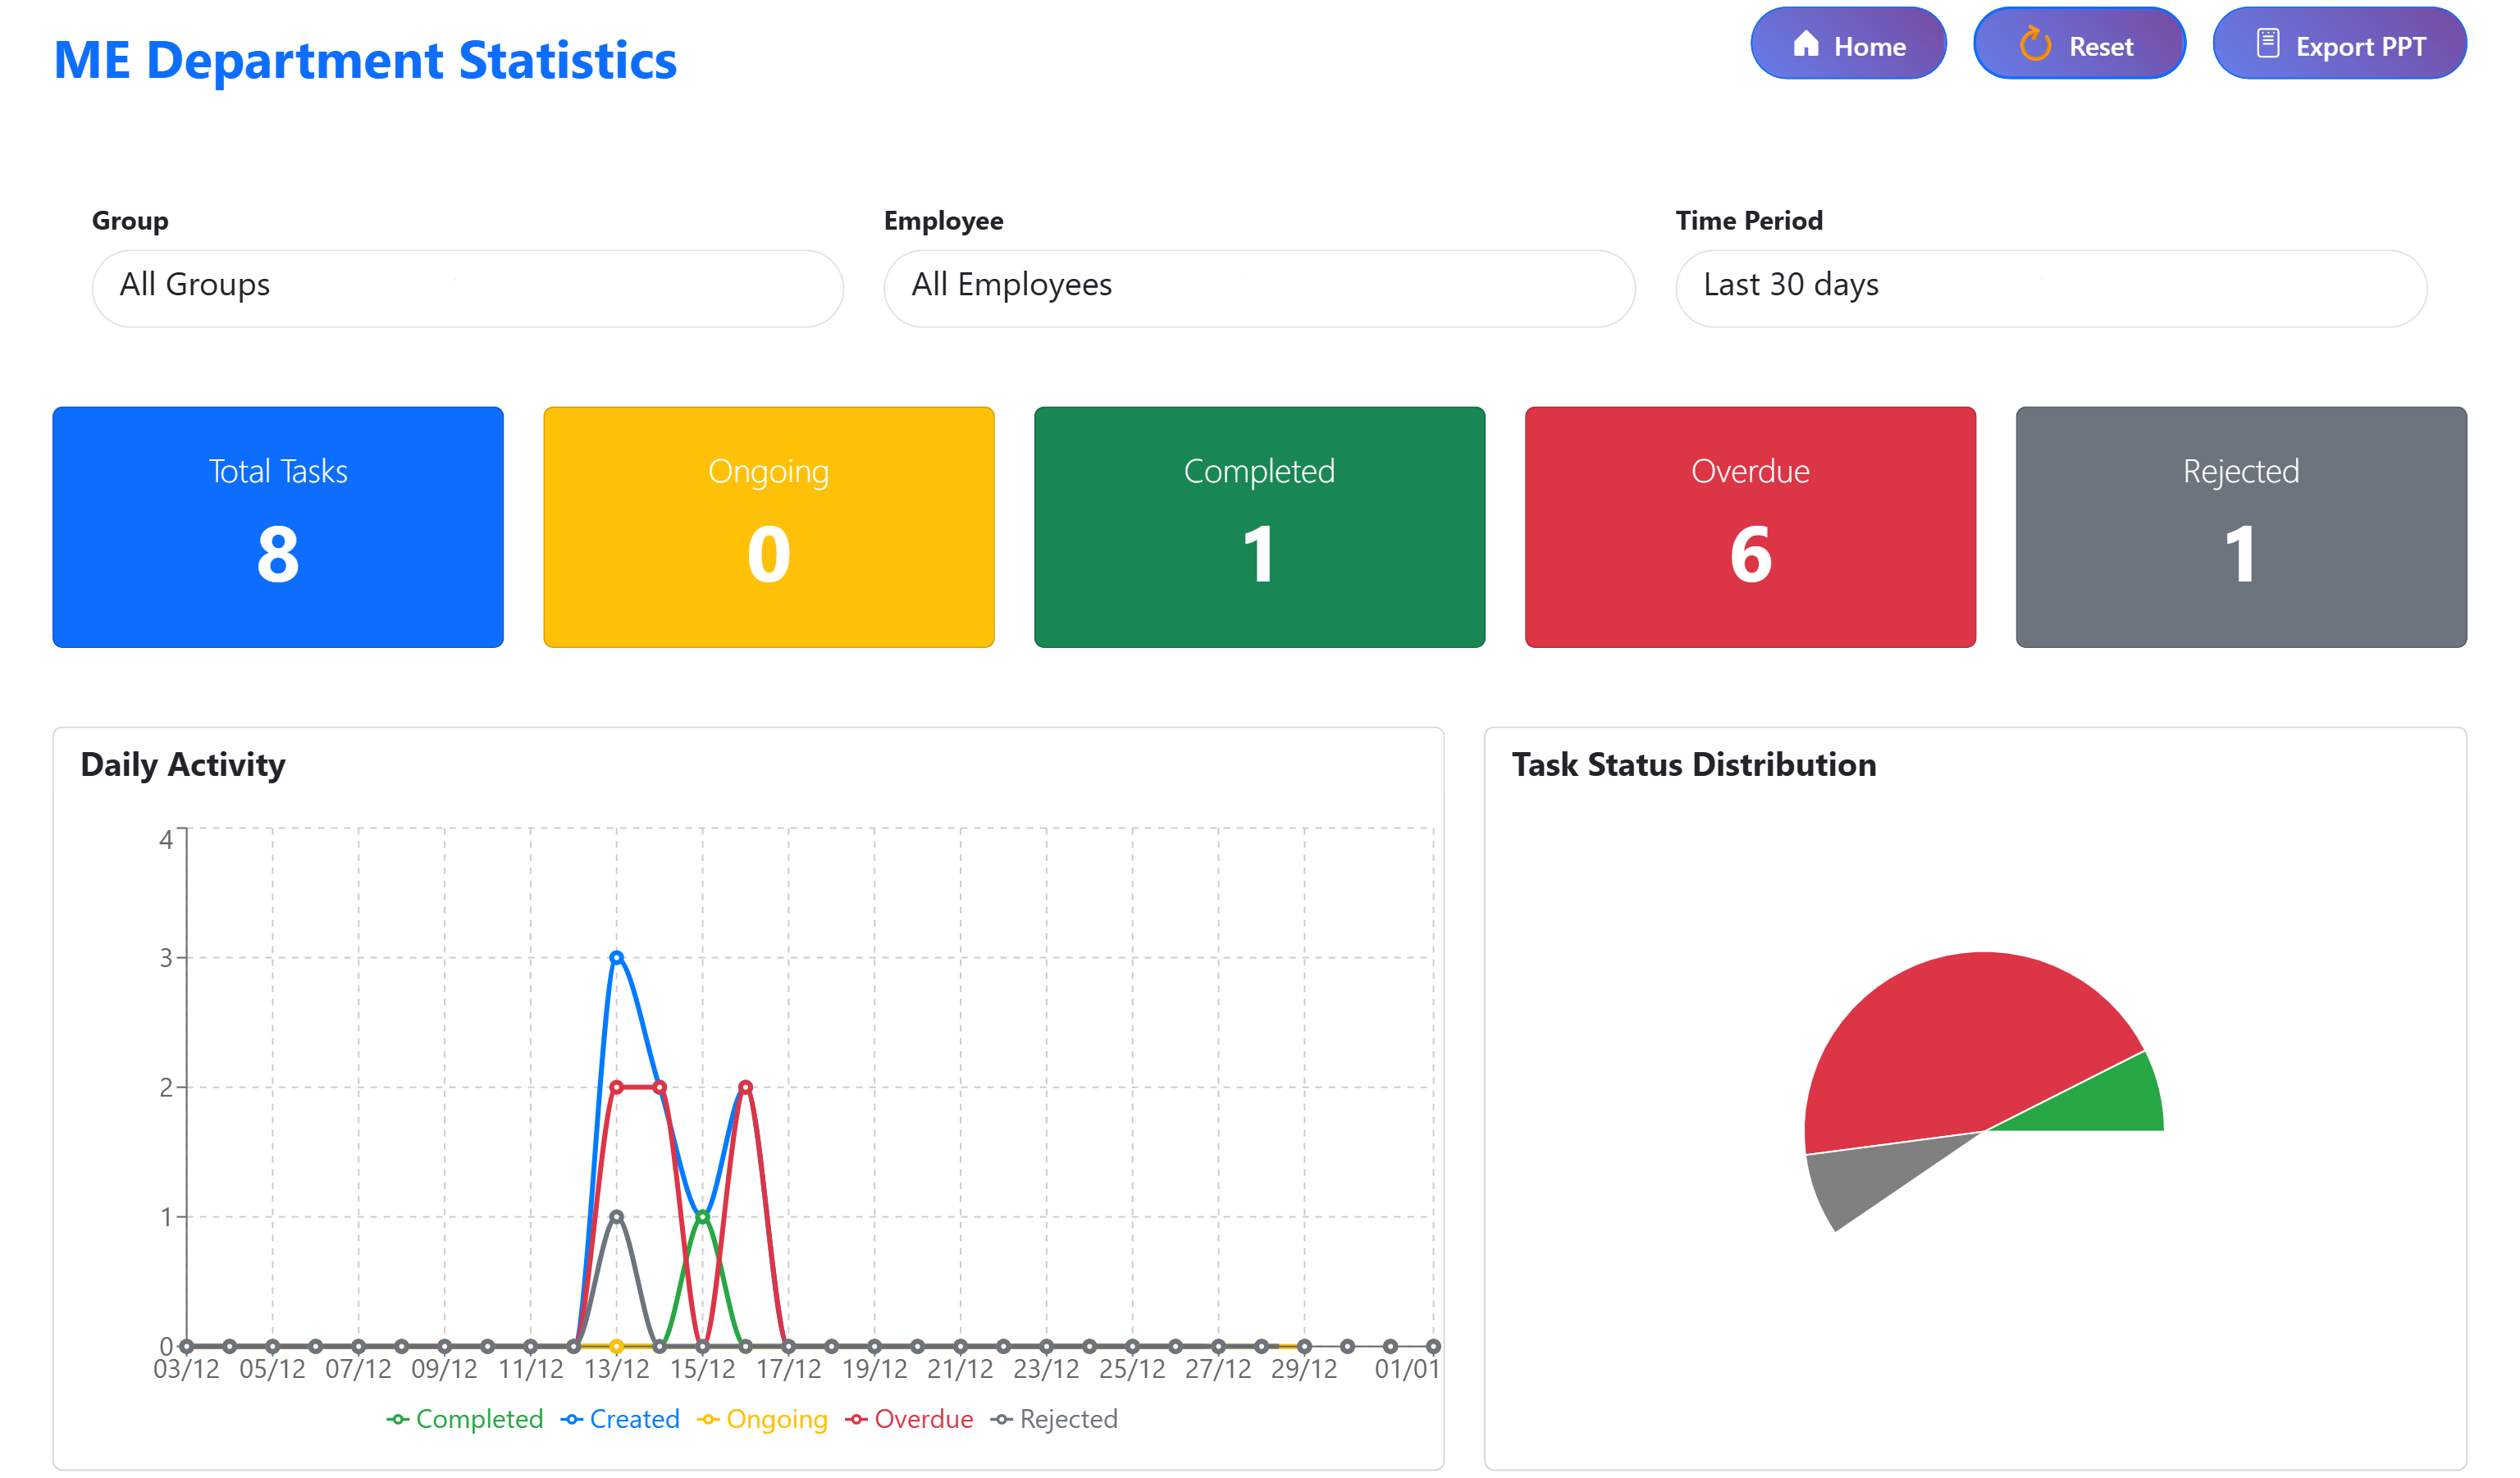 ME Department Statistics
Home
Reset
Export PPT
Group
Employee
Time Period
All Groups
All Employees
Last 30 days
Total Tasks
8
Ongoing
0
Completed
1
Overdue
6
Rejected
1
Daily Activity
4
3
2
1
0
03/12 05/12 07/12 09/12 11/12 13/12 15/12 17/12 19/12 21/12 23/12 25/12 27/12 29/12 01/01
Completed Created Ongoing Overdue Rejected
Task Status Distribution